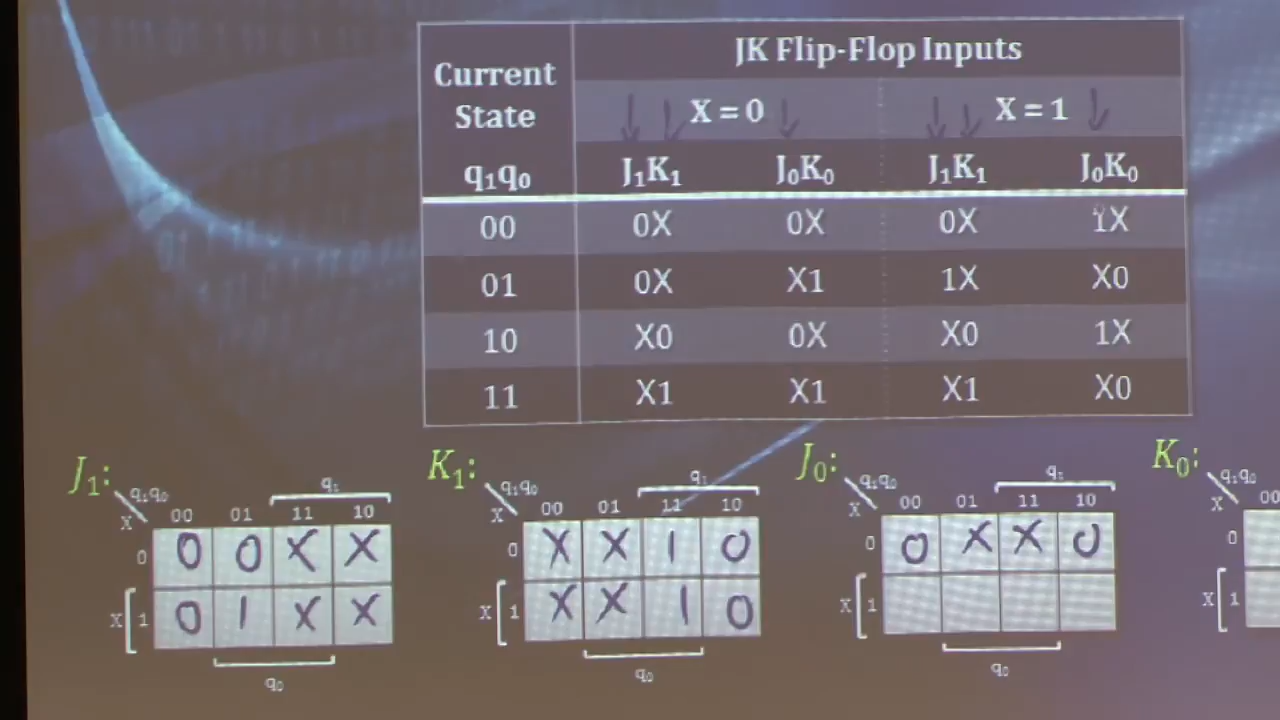 Current State q₁q₀
JK Flip-Flop Inputs
X = 0 X = 1
J₁K₁ J₀K₀ J₁K₁ J₀K₀
00 0X 0X 0X 1X
01 0X X1 1X X0
10 X0 0X X0 1X
11 X1 X1 X1 X0
J₁:
q₁q₀
X
q₁
00 01 11 10
0 0 0 X X
X 1 0 1 X X
q₀
K₁:
q₁q₀
X
q₁
00 01 11 10
0 X X 1 0
X 1 X X 1 0
q₀
J₀:
q₁q₀
X
q₁
00 01 11 10
0 0 X X 0
X 1
q₀
K₀:
q₁q₀
X
00
0
X 1